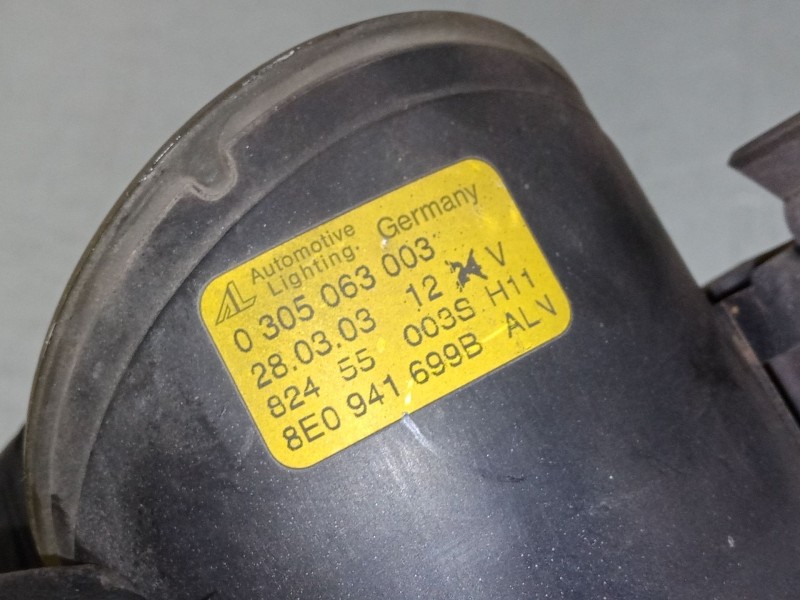 AL Automotive
Lighting. Germany
0 305 063 003
28.03.03 12 V
824 55 003S H11
8E0 941 699B ALV